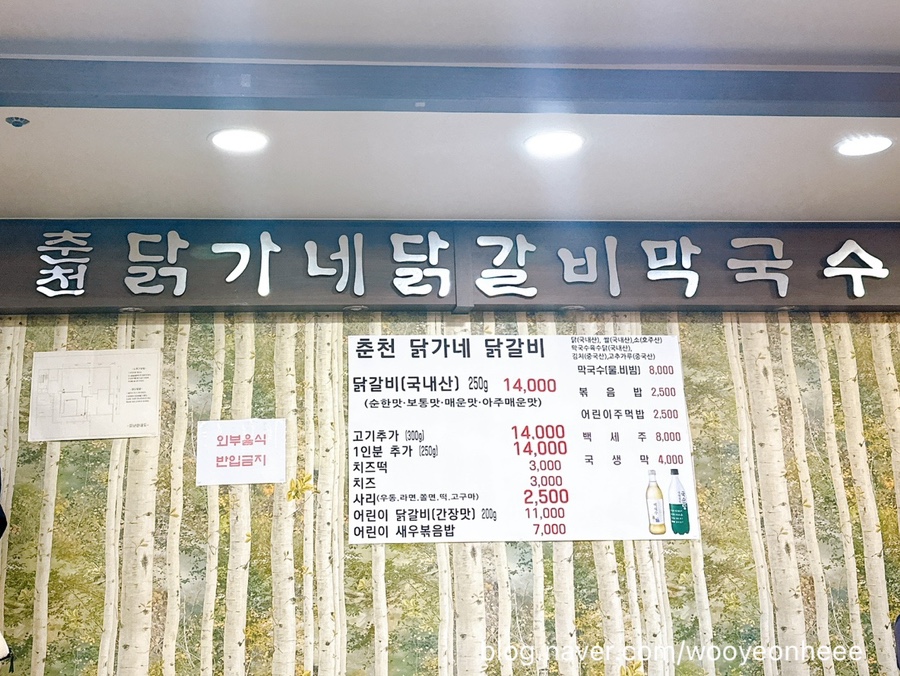 춘천 닭가네닭갈비막국수
외부음식
반입금지
춘천 닭가네 닭갈비
닭갈비(국내산) 250g 14,000
(순한맛·보통맛·매운맛·아주매운맛)
고기추가 (300g) 14,000
1인분 추가 (250g) 14,000
치즈떡 3,000
치즈 3,000
사리(우동,라면,쫄면,떡,고구마) 2,500
어린이 닭갈비(간장맛) 200g 11,000
어린이 새우볶음밥 7,000
닭(국내산), 쌀(국내산),소(호주산)
막국수육수닭(국내산),
김치(중국산),고추가루(중국산)
막국수(물.비빔) 8,000
볶음밥 2,500
어린이주먹밥 2,500
백세주 8,000
국생막 4,000
blog.naver.com/wooyeonheee